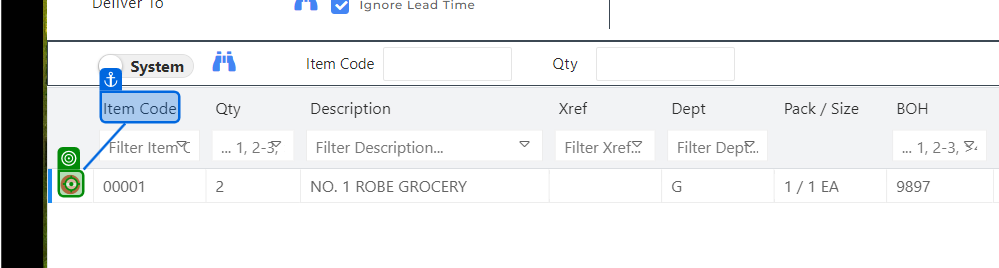 Deliver To Ignore Lead Time
System Item Code Qty
Item Code Qty Description Xref Dept Pack / Size BOH
Filter Item C ... 1, 2-3, Filter Description... Filter Xref... Filter Dept... ... 1, 2-3,
00001 2 NO. 1 ROBE GROCERY G 1 / 1 EA 9897